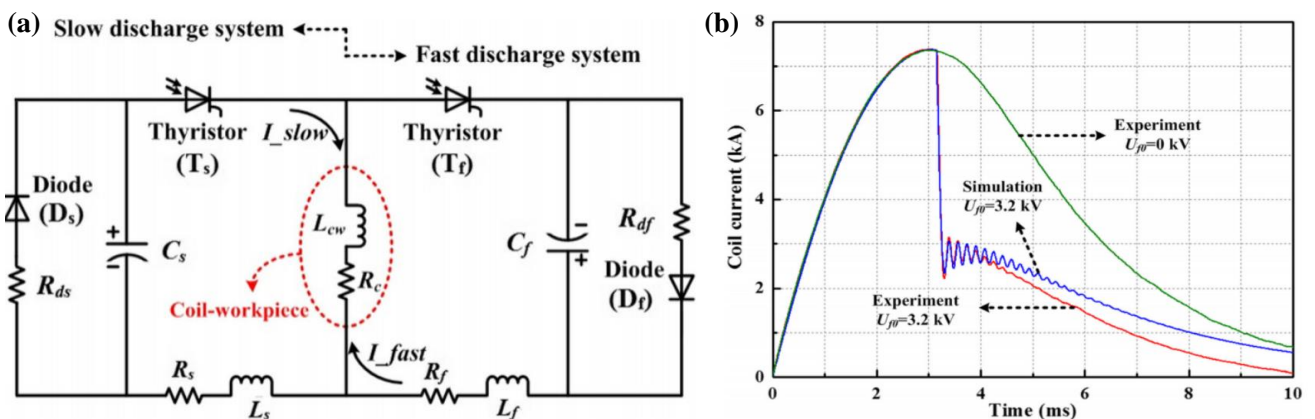 (a)
Slow discharge system
Fast discharge system
Thyristor
(Ts)
I_slow
Thyristor
(Tf)
Diode
(Ds)
Rds
+
−
Cs
Lcw
Rc
Coil-workpiece
Cf
−
+
Rdf
Diode
(Df)
I_fast
Rs
Ls
Rf
Lf
(b)
Coil current (kA)
8
6
4
2
0
Experiment
Uf0=0 kV
Simulation
Uf0=3.2 kV
Experiment
Uf0=3.2 kV
0 2 4 6 8 10
Time (ms)